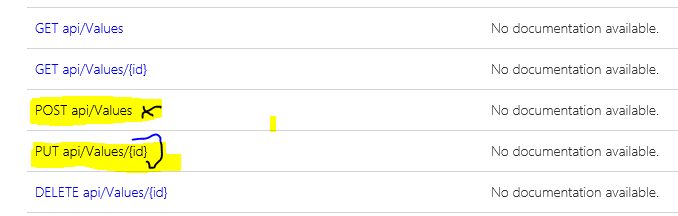 GET api/Values No documentation available.
GET api/Values/{id} No documentation available.
POST api/Values No documentation available.
PUT api/Values/{id} No documentation available.
DELETE api/Values/{id} No documentation available.